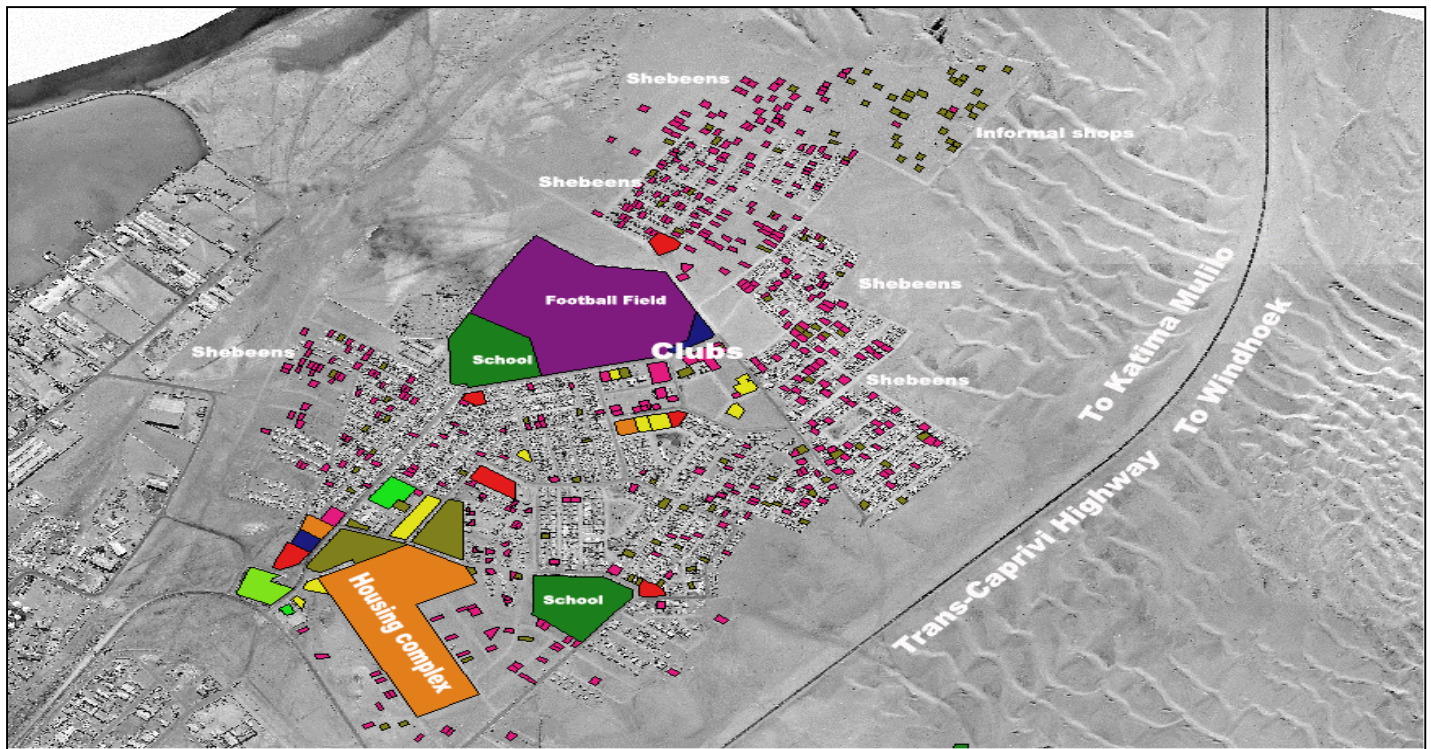 Shebeens
Informal shops
Shebeens
Football Field
Shebeens
To Katima Mulilo
To Windhoek
Shebeens
School
Clubs
Shebeens
Trans-Caprivi Highway
Housing complex
School